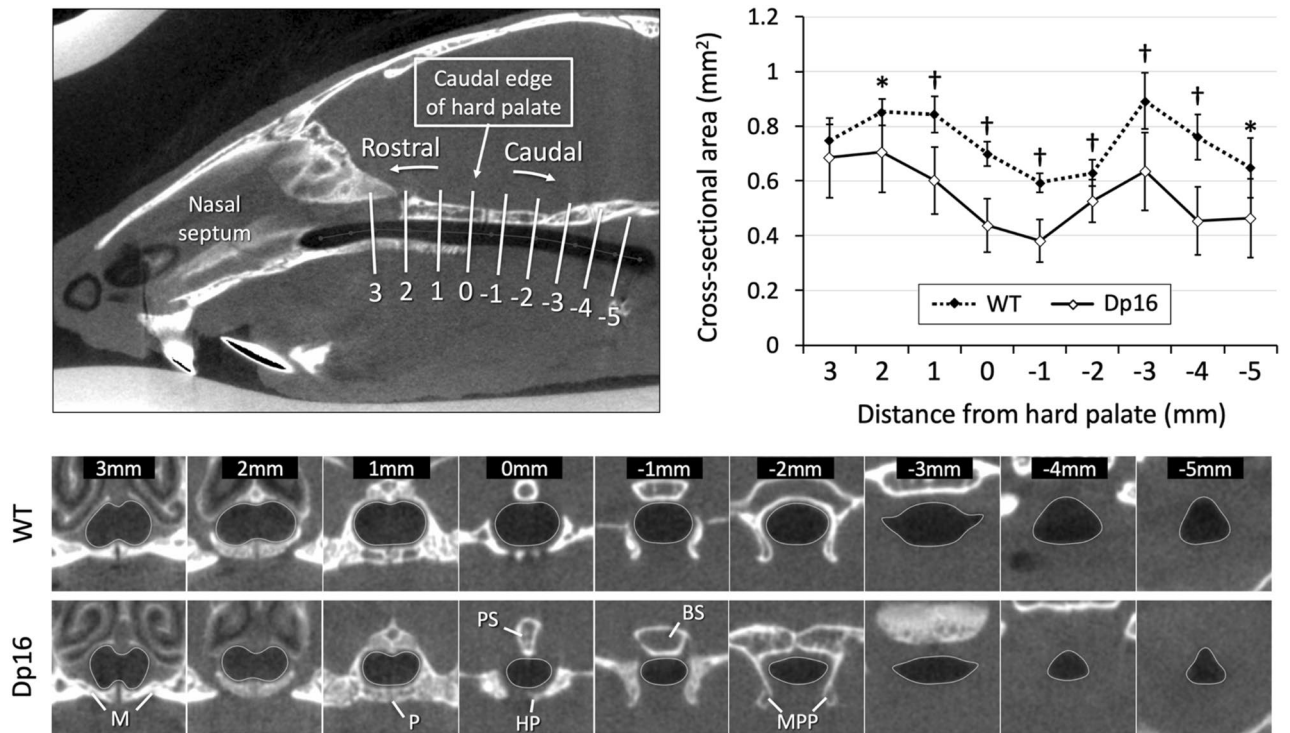 Caudal edge
of hard palate
Rostral
Caudal
Nasal
septum
3 2 1 0 -1 -2 -3 -4 -5
Cross-sectional area (mm²)
1.2
1
0.8
0.6
0.4
0.2
0
* † † † † † † *
WT Dp16
3 2 1 0 -1 -2 -3 -4 -5
Distance from hard palate (mm)
WT
3mm 2mm 1mm 0mm -1mm -2mm -3mm -4mm -5mm
Dp16
PS BS
M P HP MPP